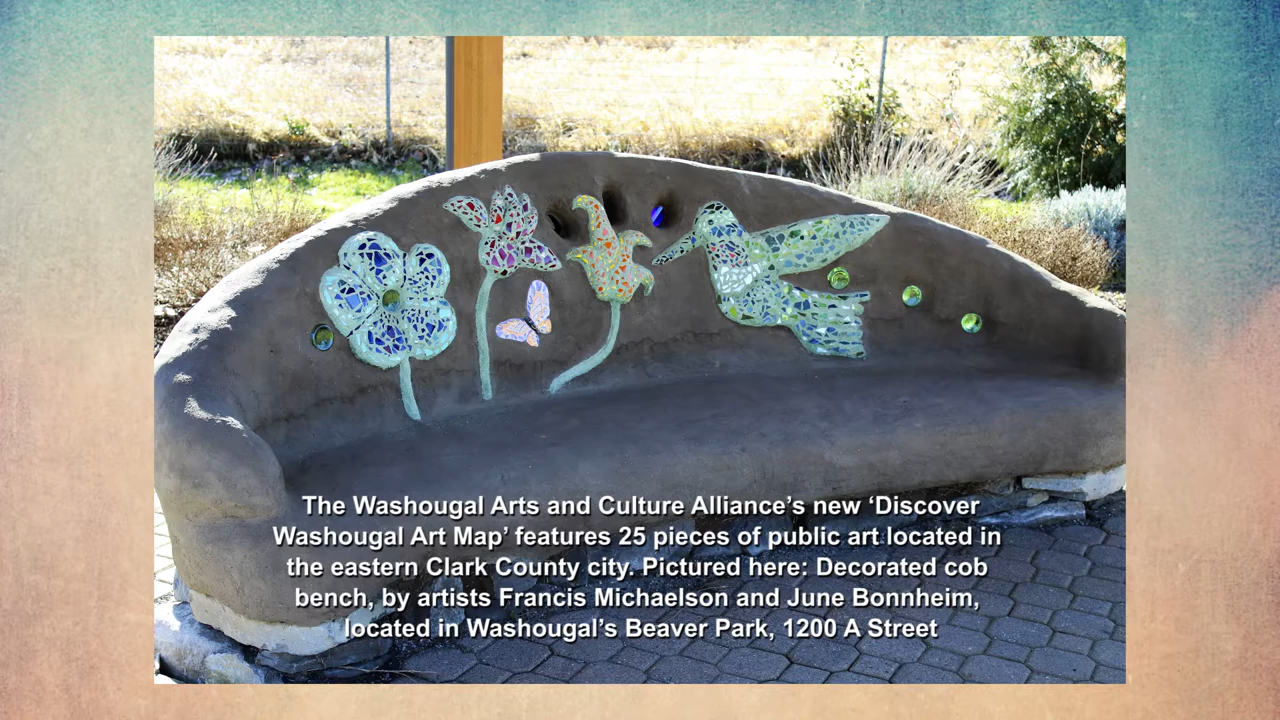 The Washougal Arts and Culture Alliance’s new ‘Discover
Washougal Art Map’ features 25 pieces of public art located in
the eastern Clark County city. Pictured here: Decorated cob
bench, by artists Francis Michaelson and June Bonnheim,
located in Washougal’s Beaver Park, 1200 A Street